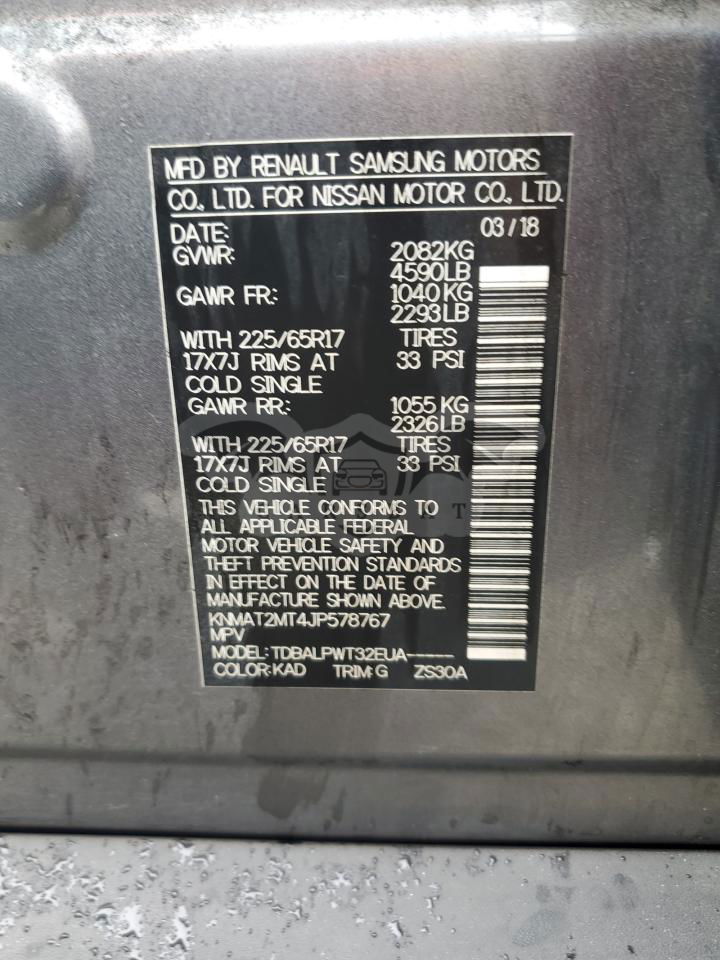 MFD BY RENAULT SAMSUNG MOTORS
CO., LTD. FOR NISSAN MOTOR CO., LTD.
DATE: 03/18
GVWR: 2082KG
4590LB
GAWR FR: 1040KG
2293LB
WITH 225/65R17 TIRES
17X7J RIMS AT 33 PSI
COLD SINGLE
GAWR RR: 1055KG
2326LB
WITH 225/65R17 TIRES
17X7J RIMS AT 33 PSI
COLD SINGLE
THIS VEHICLE CONFORMS TO
ALL APPLICABLE FEDERAL
MOTOR VEHICLE SAFETY AND
THEFT PREVENTION STANDARDS
IN EFFECT ON THE DATE OF
MANUFACTURE SHOWN ABOVE.
KNMAT2MT4JP578767
MPV
MODEL: TDBALPWT32EUA-----
COLOR:KAD TRIM:G ZS30A